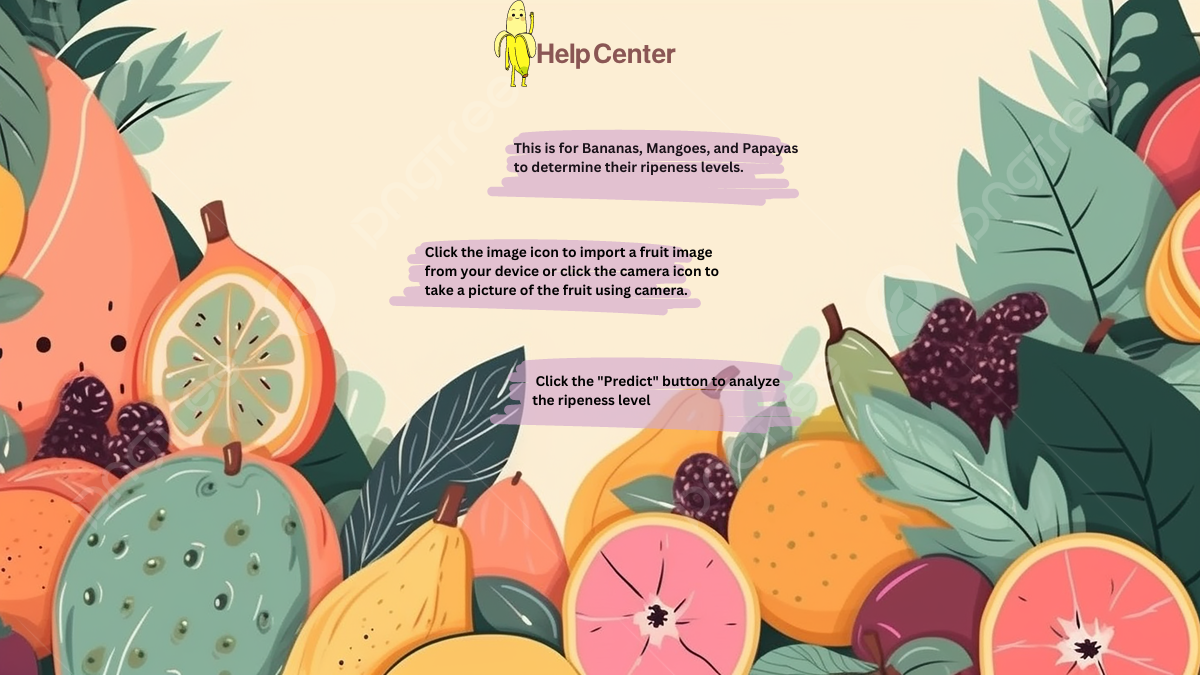 Help Center
This is for Bananas, Mangoes, and Papayas
to determine their ripeness levels.
Click the image icon to import a fruit image
from your device or click the camera icon to
take a picture of the fruit using camera.
Click the "Predict" button to analyze
the ripeness level
pngtree
pngtree